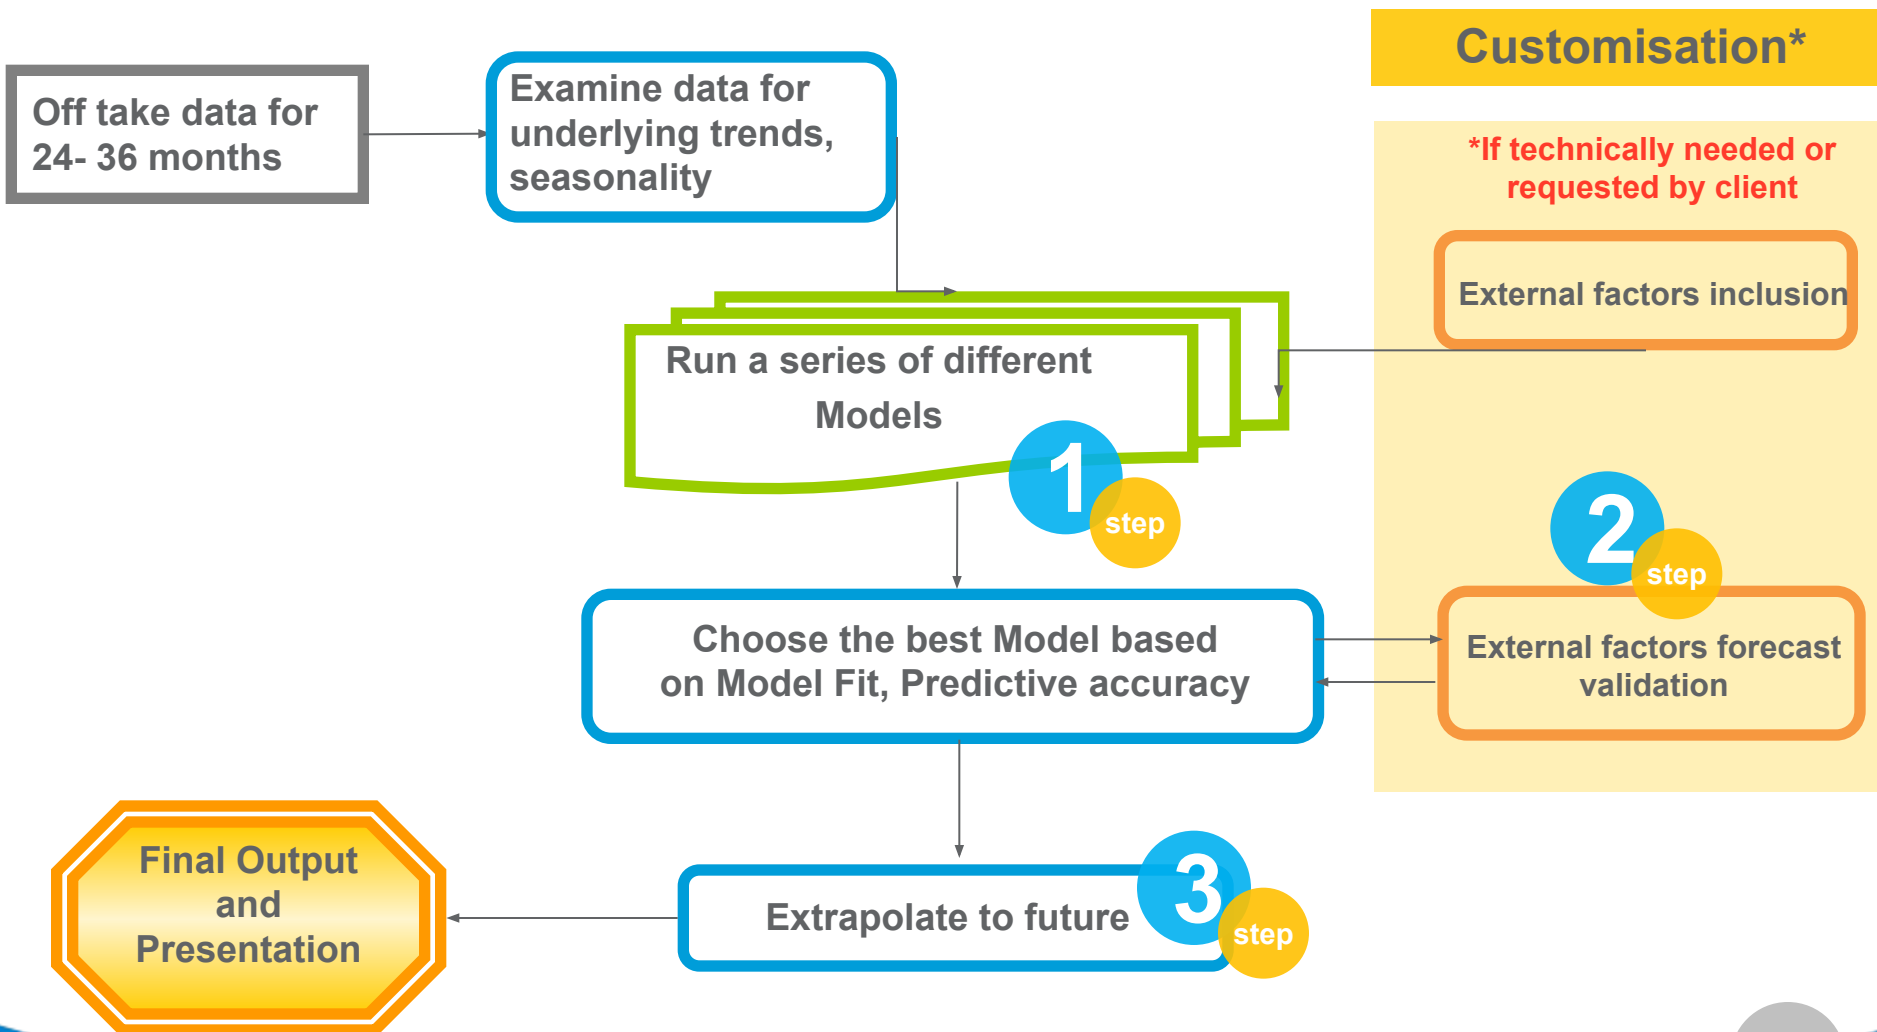 Customisation*
Off take data for
24- 36 months
Examine data for
underlying trends,
seasonality
*If technically needed or
requested by client
External factors inclusion
Run a series of different
Models
1
step
2
step
Choose the best Model based
on Model Fit, Predictive accuracy
External factors forecast
validation
Final Output
and
Presentation
Extrapolate to future
3
step